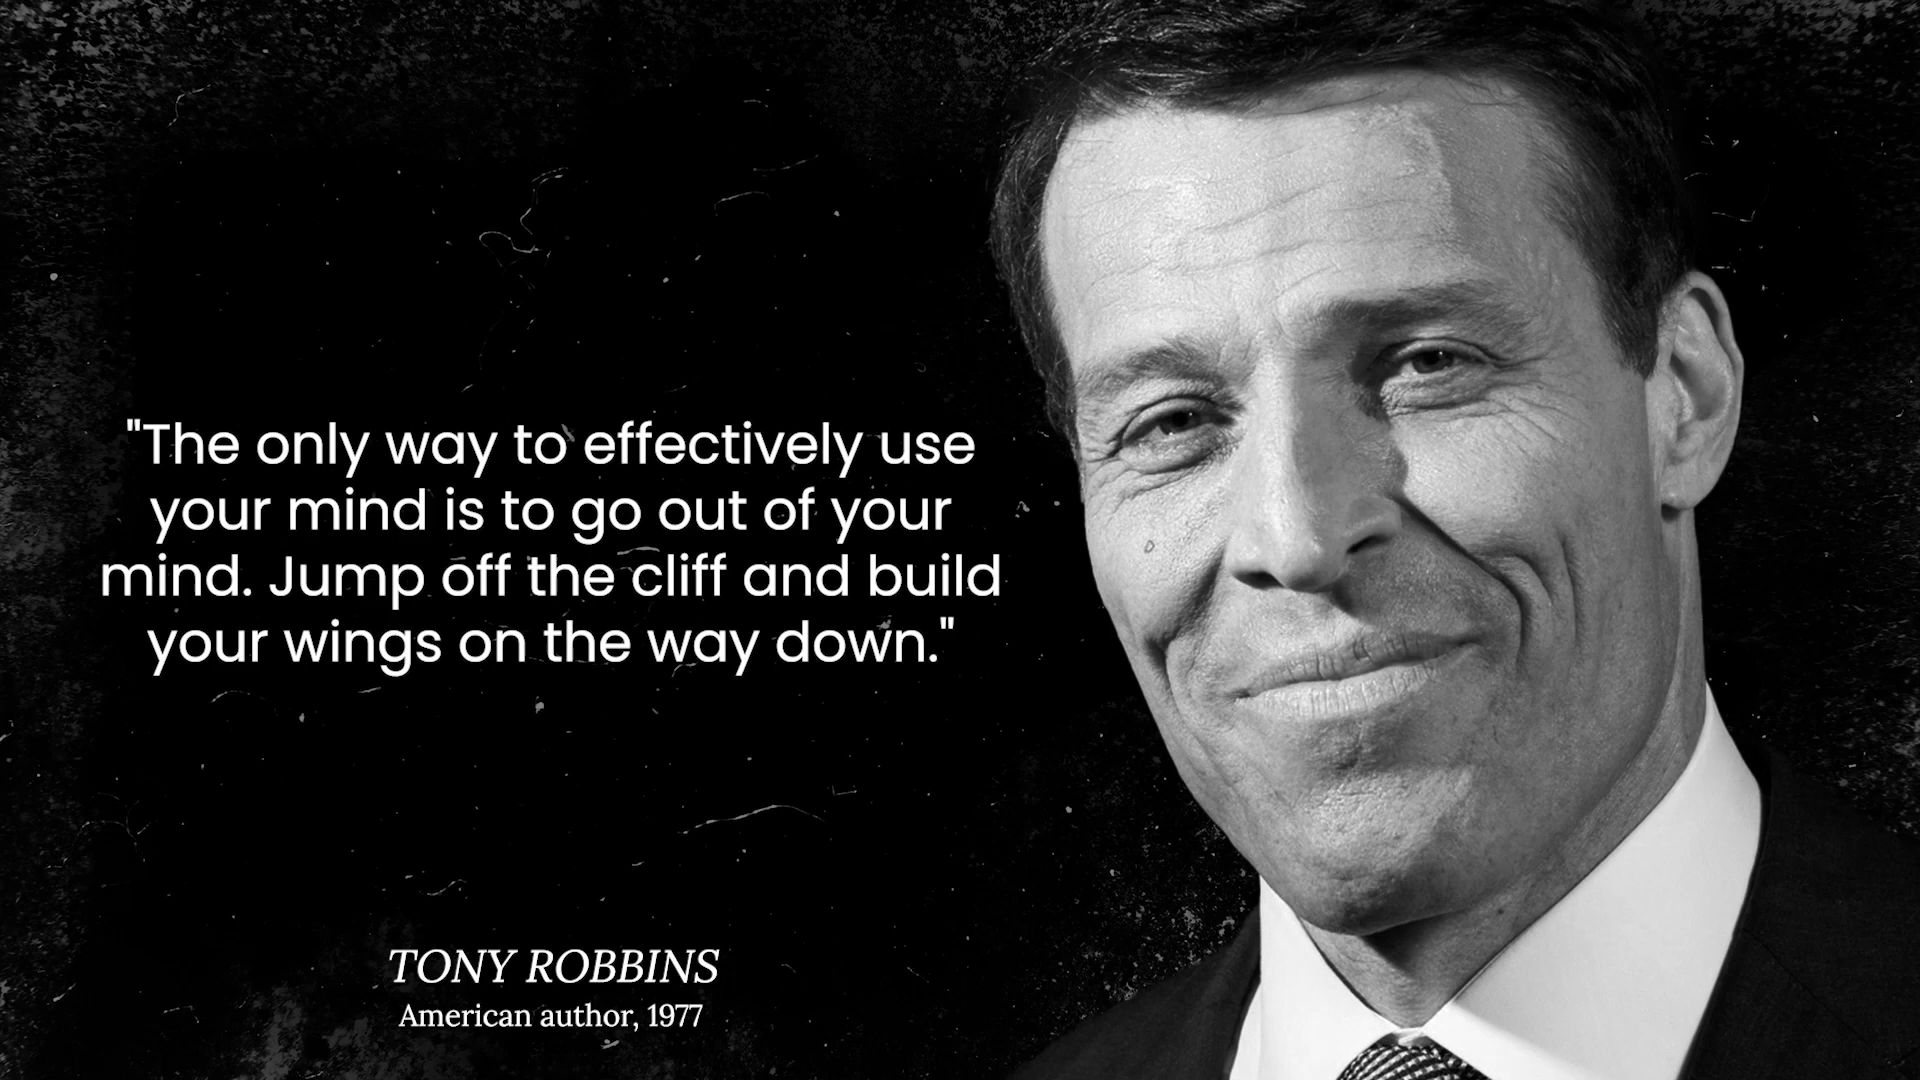 "The only way to effectively use
your mind is to go out of your
mind. Jump off the cliff and build
your wings on the way down."
TONY ROBBINS
American author, 1977